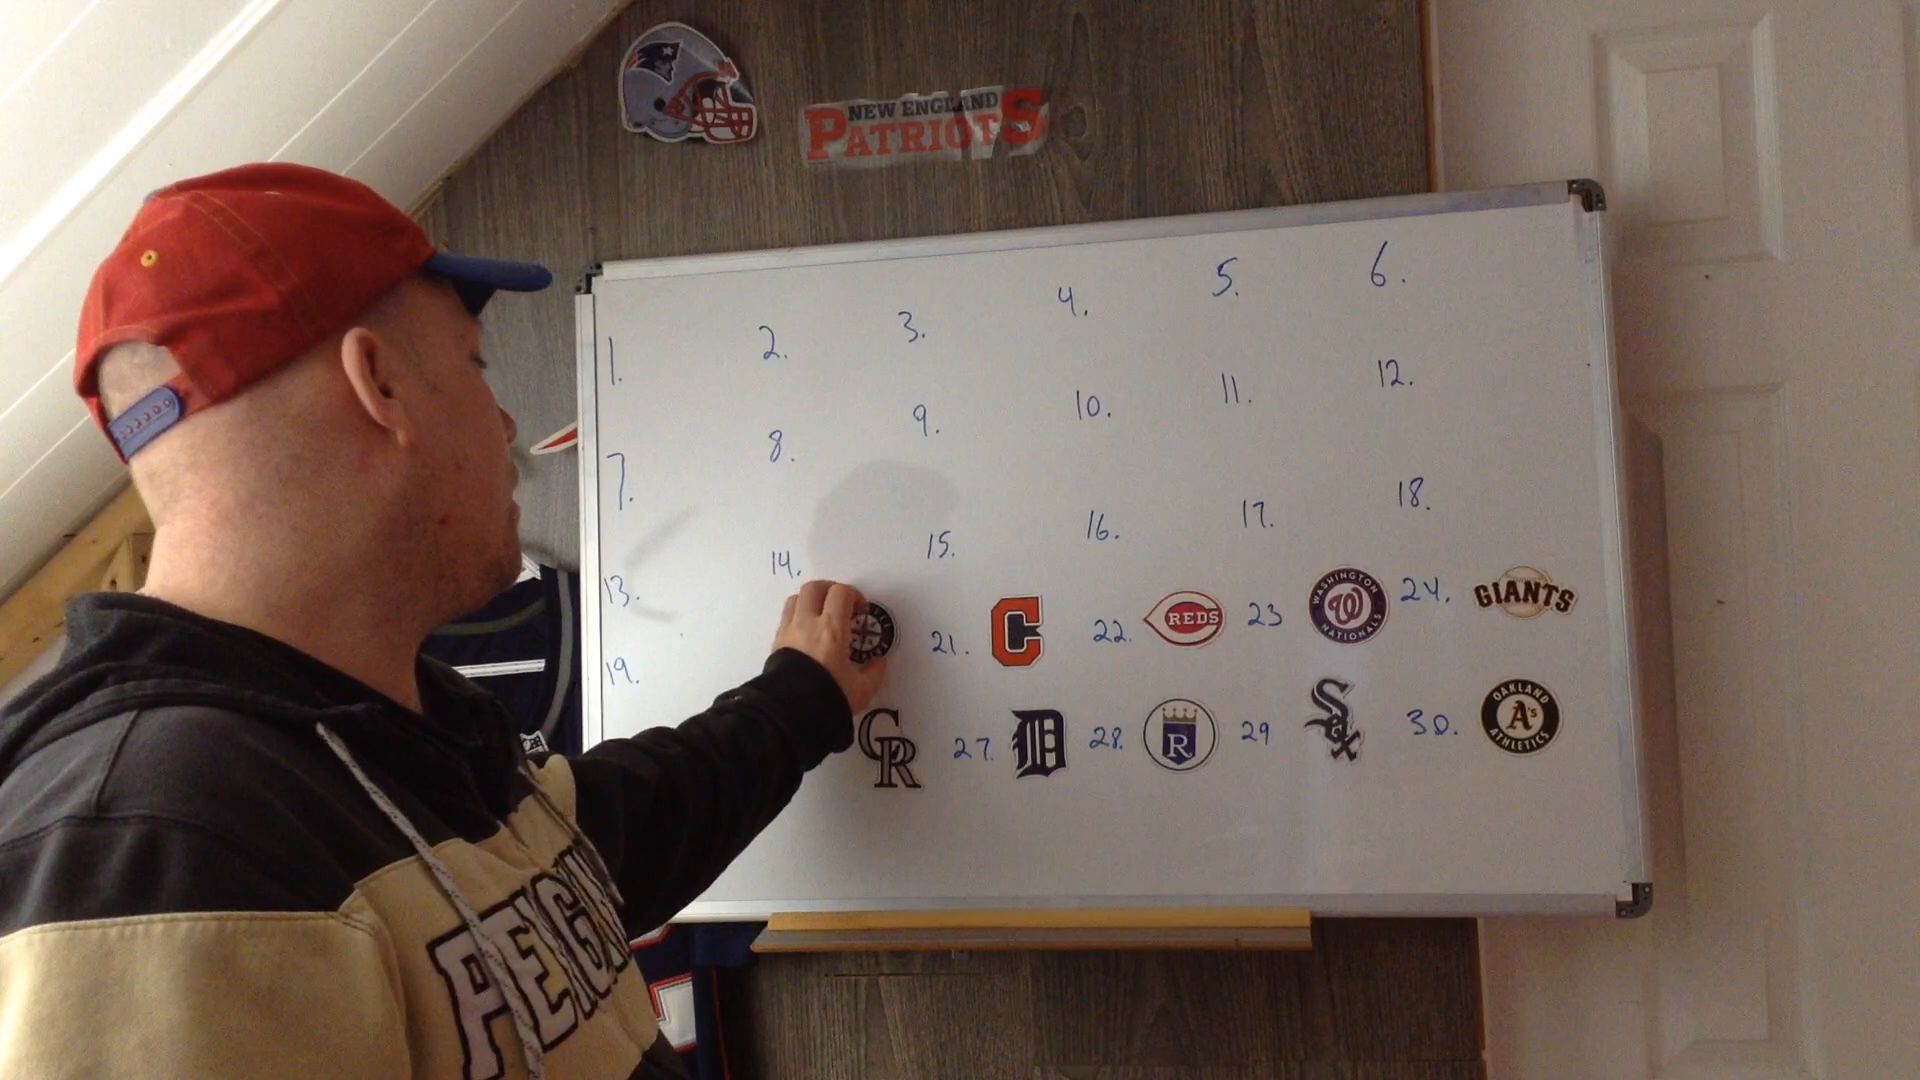 NEW ENGLAND
PATRIOTS
1. 2. 3. 4. 5. 6.
7. 8. 9. 10. 11. 12.
13. 14. 15. 16. 17. 18.
19. 21. C 22. REDS 23 WASHINGTON W NATIONALS 24. GIANTS
CR 27. D 28. R 29 Sox 30. OAKLAND A's ATHLETICS